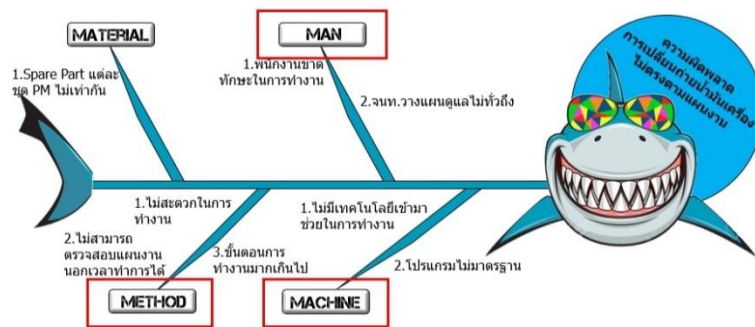 MATERIAL
MAN
1.Spare Part แต่ละ
ชุด PM ไม่เท่ากัน
1.พนักงานขาด
ทักษะในการทำงาน
2.จนท.วางแผนดูแลไม่ทั่วถึง
ความผิดพลาด
การเปลี่ยนถ่ายน้ำมันเครื่อง
ไม่ตรงตามแผนงาน
1.ไม่สะดวกในการ
ทำงาน
2.ไม่สามารถ
ตรวจสอบแผนงาน
นอกเวลาทำการได้
3.ขั้นตอนการ
ทำงานมากเกินไป
1.ไม่มีเทคโนโลยีเข้ามา
ช่วยในการทำงาน
2.โปรแกรมไม่มาตรฐาน
METHOD
MACHINE